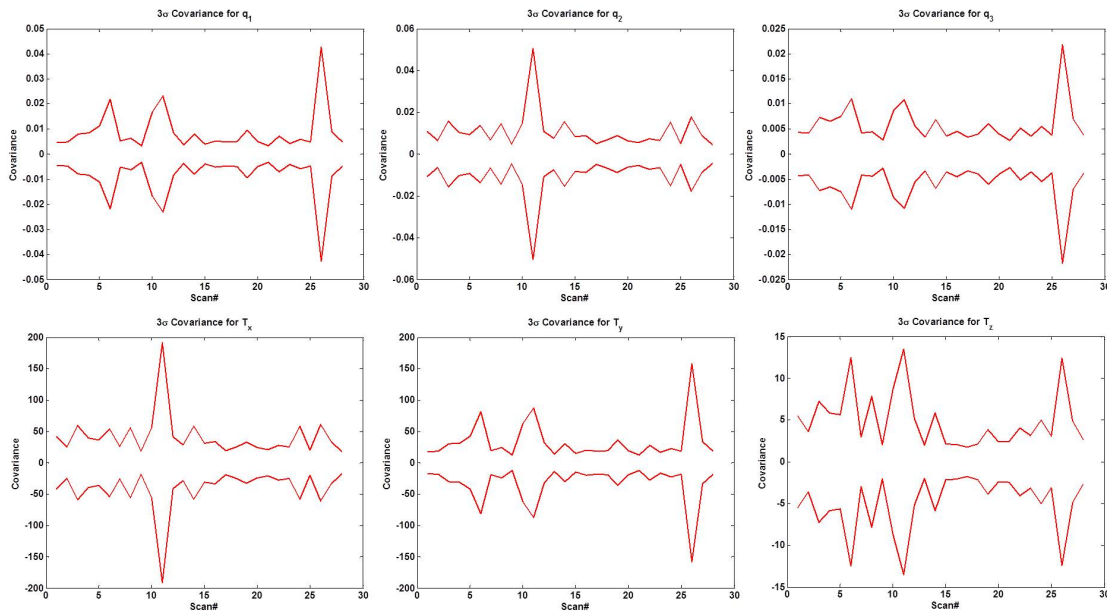 3σ Covariance for q1
0.05
0.04
0.03
0.02
0.01
0
-0.01
-0.02
-0.03
-0.04
-0.05
Covariance
0 5 10 15 20 25 30
Scan#
3σ Covariance for q2
0.06
0.04
0.02
0
-0.02
-0.04
-0.06
Covariance
0 5 10 15 20 25 30
Scan#
3σ Covariance for q3
0.025
0.02
0.015
0.01
0.005
0
-0.005
-0.01
-0.015
-0.02
-0.025
Covariance
0 5 10 15 20 25 30
Scan#
3σ Covariance for Tx
200
150
100
50
0
-50
-100
-150
-200
Covariance
0 5 10 15 20 25 30
Scan#
3σ Covariance for Ty
200
150
100
50
0
-50
-100
-150
-200
Covariance
0 5 10 15 20 25 30
Scan#
3σ Covariance for Tz
15
10
5
0
-5
-10
-15
Covariance
0 5 10 15 20 25 30
Scan#